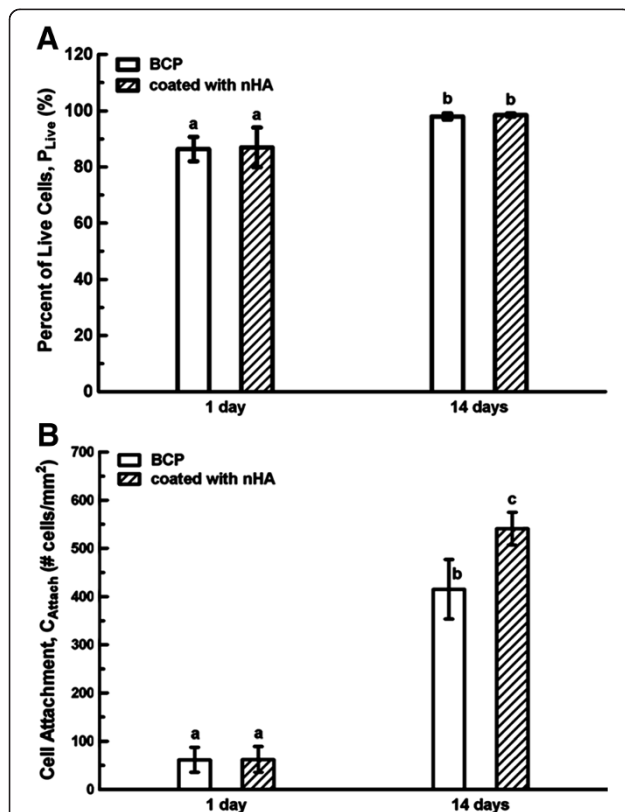 A
BCP
coated with nHA
Percent of Live Cells, P_Live (%)
120
100
80
60
40
20
0
a
a
b
b
1 day
14 days
B
BCP
coated with nHA
Cell Attachment, C_Attach (# cells/mm²)
700
600
500
400
300
200
100
0
a
a
b
c
1 day
14 days